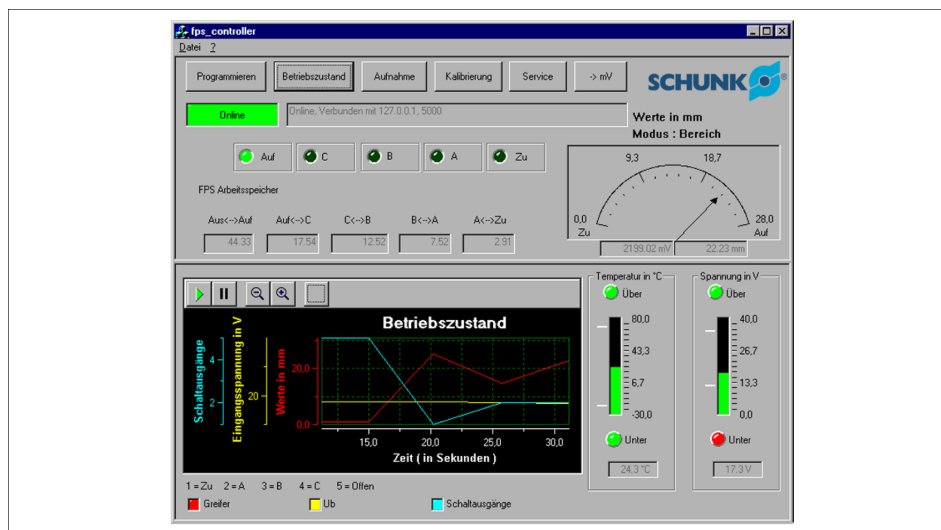 fps_controller
Datei ?
Programmieren Betriebszustand Aufnahme Kalibrierung Service -> mV
SCHUNK ®
Online Online, Verbunden mit 127.0.0.1, 5000
Werte in mm
Modus : Bereich
Auf C B A Zu
9,3 18,7
0,0 28,0
Zu Auf
FPS Arbeitsspeicher
Aus<-->Auf Auf<-->C C<-->B B<-->A A<-->Zu
44.33 17.54 12.52 7.52 2.91
2199,02 mV 22.23 mm
Betriebszustand
Schaltausgänge
4
2
Eingangsspannung in V
20
Werte in mm
20,0
0,0
15,0 20,0 25,0 30,0
Zeit ( in Sekunden )
1 = Zu 2 = A 3 = B 4 = C 5 = Offen
Greifer Ub Schaltausgänge
Temperatur in °C
Über
80,0
43,3
6,7
-30,0
Unter
24.3 °C
Spannung in V
Über
40,0
26,7
13,3
0,0
Unter
17.3 V